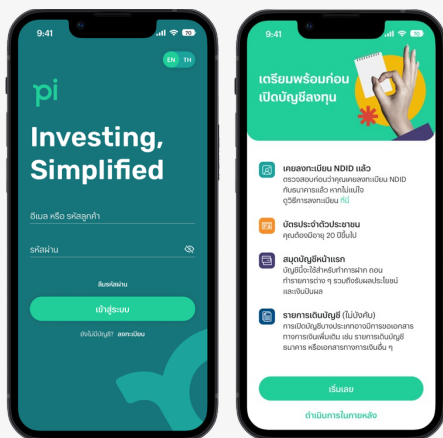 9:41
70
EN TH
pi
Investing,
Simplified
อีเมล หรือ รหัสลูกค้า
รหัสผ่าน
ลืมรหัสผ่าน
เข้าสู่ระบบ
ยังไม่มีบัญชี? ลงทะเบียน
9:41
70
เตรียมพร้อมก่อน
เปิดบัญชีลงทุน
เคยลงทะเบียน NDID แล้ว
ตรวจสอบก่อนว่าคุณเคยลงทะเบียน NDID
กับธนาคารแล้ว หากไม่แน่ใจ
ดูวิธีการลงทะเบียน ที่นี่
บัตรประจำตัวประชาชน
คุณต้องมีอายุ 20 ปีขึ้นไป
สมุดบัญชีหน้าแรก
บัญชีนี้จะใช้สำหรับทำการฝาก ถอน
ทำรายการต่าง ๆ รวมถึงรับผลประโยชน์
และเงินปันผล
รายการเดินบัญชี (ไม่บังคับ)
การเปิดบัญชีบางประเภทอาจมีการขอเอกสาร
ทางการเงินเพิ่มเติม เช่น รายการเดินบัญชี
ธนาคาร หรือเอกสารทางการเงินอื่น ๆ
เริ่มเลย
ดำเนินการในภายหลัง